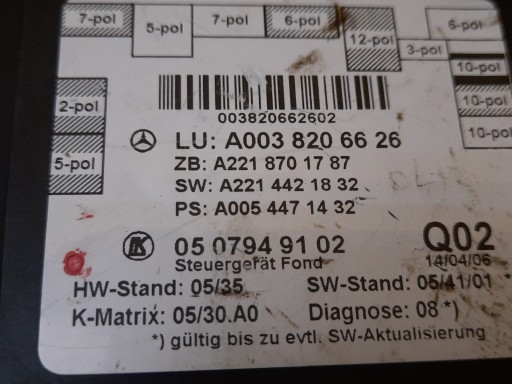 7-pol
5-pol
7-pol
6-pol
12-pol
3-pol
6-pol
10-pol
10-pol
10-pol
2-pol
5-pol
003820662602
LU: A003 820 66 26
ZB: A221 870 17 87
SW: A221 442 18 32
PS: A005 447 14 32
K
05 0794 91 02
Q02
Steuergerät Fond
14/04/06
HW-Stand: 05/35
SW-Stand: 05/41/01 *)
K-Matrix: 05/30.A0
Diagnose: 08 *)
*) gültig bis zu evtl. SW-Aktualisierung